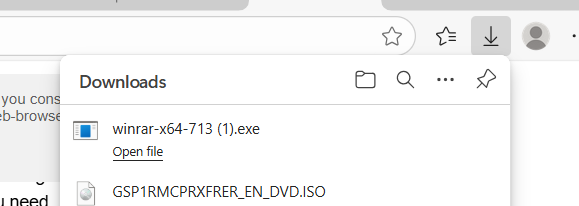 Downloads
you cons
eb-browse
winrar-x64-713 (1).exe
Open file
GSP1RMCPRXFRER_EN_DVD.ISO
u need